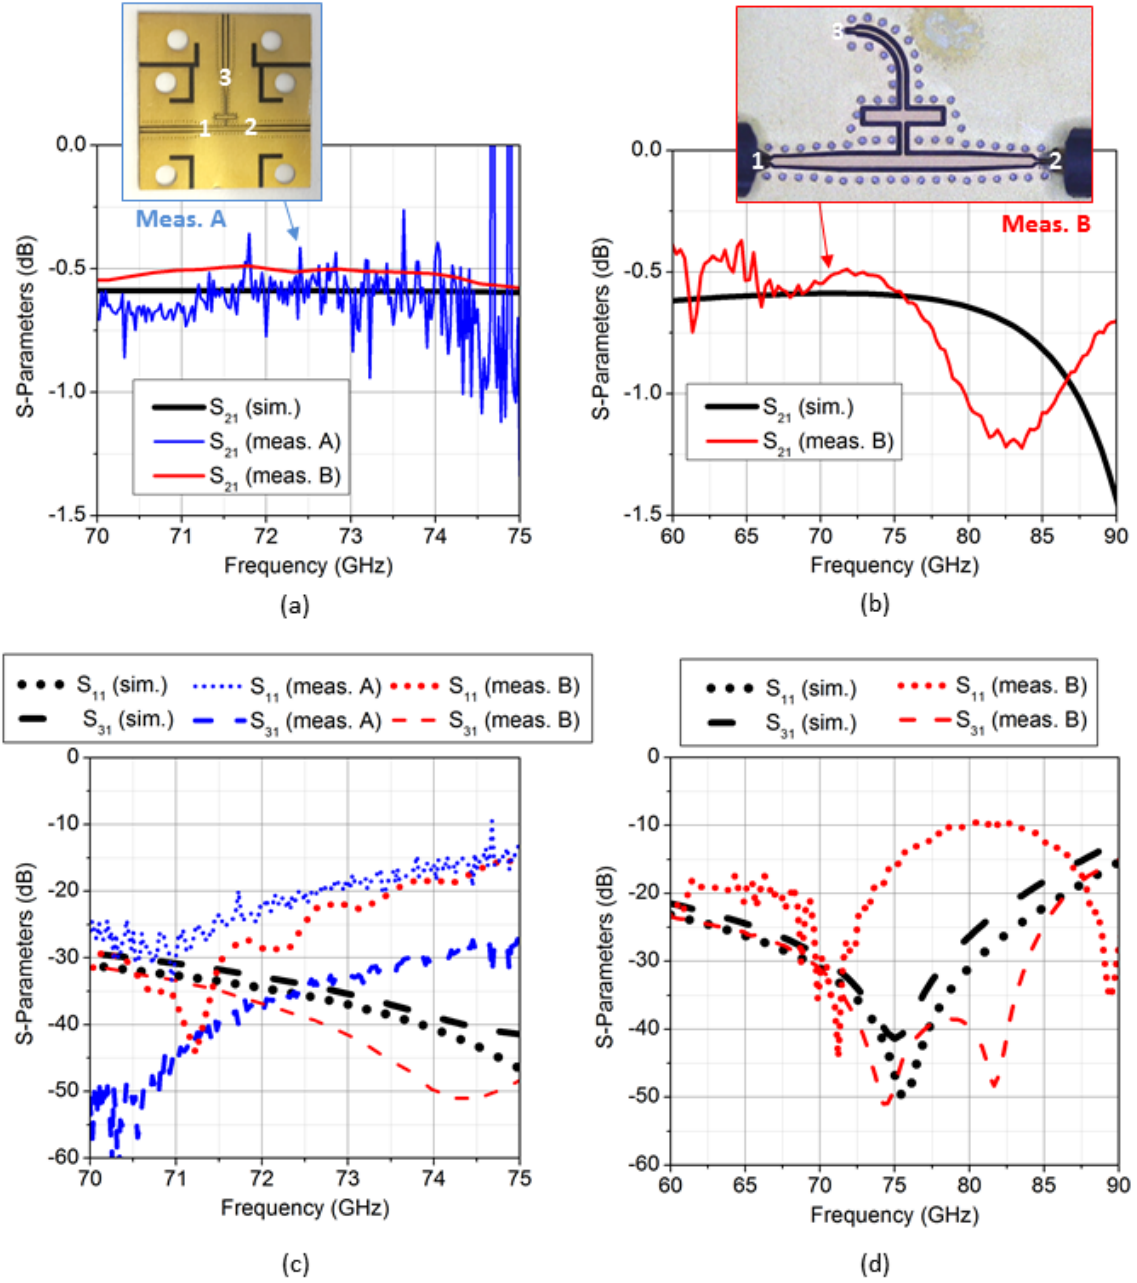 3
1 2
Meas. A
0.0
-0.5
-1.0
-1.5
S-Parameters (dB)
S21 (sim.)
S21 (meas. A)
S21 (meas. B)
70 71 72 73 74 75
Frequency (GHz)
(a)
3
1 2
Meas. B
0.0
-0.5
-1.0
-1.5
S-Parameters (dB)
S21 (sim.)
S21 (meas. B)
60 65 70 75 80 85 90
Frequency (GHz)
(b)
S11 (sim.) S11 (meas. A) S11 (meas. B)
S31 (sim.) S31 (meas. A) S31 (meas. B)
0
-10
-20
-30
-40
-50
-60
S-Parameters (dB)
70 71 72 73 74 75
Frequency (GHz)
(c)
S11 (sim.) S11 (meas. B)
S31 (sim.) S31 (meas. B)
0
-10
-20
-30
-40
-50
-60
S-Parameters (dB)
60 65 70 75 80 85 90
Frequency (GHz)
(d)